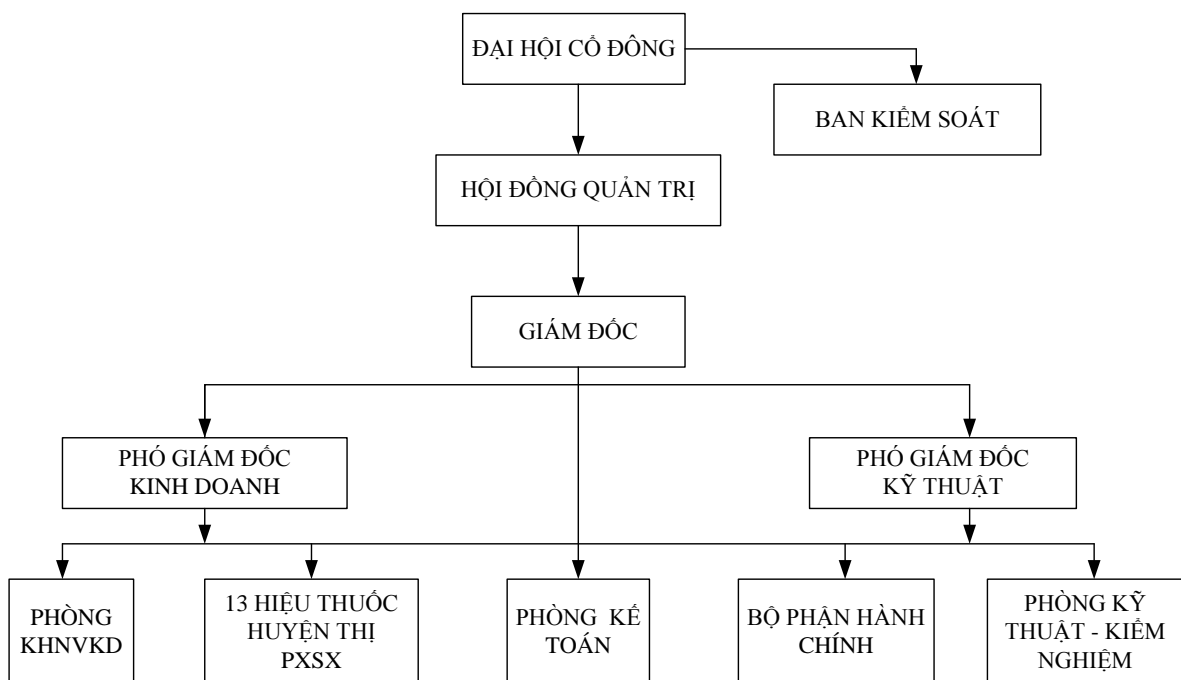 ĐẠI HỘI CỔ ĐÔNG
BAN KIỂM SOÁT
HỘI ĐỒNG QUẢN TRỊ
GIÁM ĐỐC
PHÓ GIÁM ĐỐC
KINH DOANH
PHÓ GIÁM ĐỐC
KỸ THUẬT
PHÒNG
KHNVKD
13 HIỆU THUỐC
HUYỆN THỊ
PXSX
PHÒNG KẾ
TOÁN
BỘ PHẬN HÀNH
CHÍNH
PHÒNG KỸ
THUẬT - KIỂM
NGHIỆM